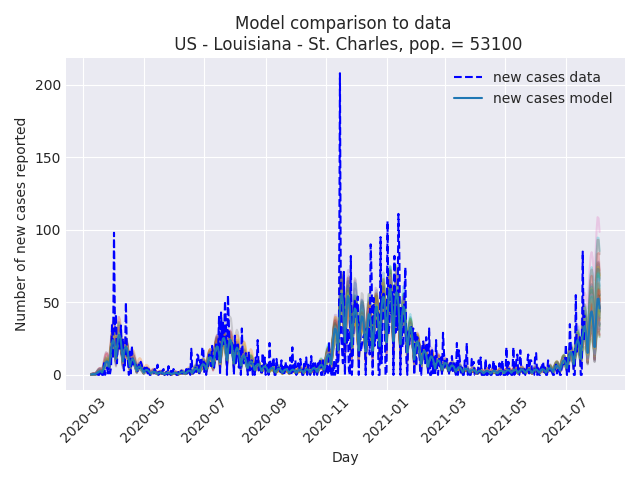 Model comparison to data
US - Louisiana - St. Charles, pop. = 53100
new cases data
new cases model
Number of new cases reported
200
150
100
50
0
2020-03
2020-05
2020-07
2020-09
2020-11
2021-01
2021-03
2021-05
2021-07
Day